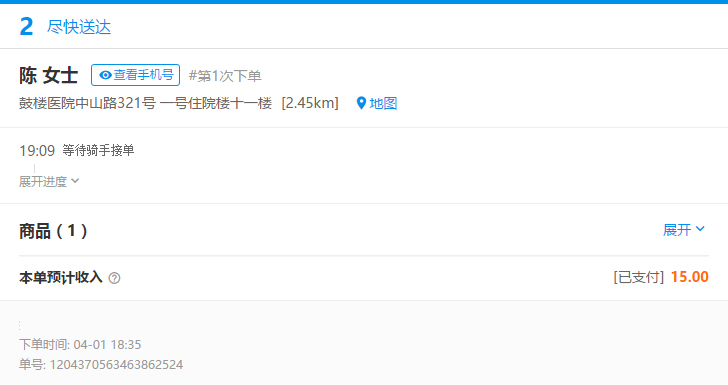 2 尽快送达
陈 女士 查看手机号 #第1次下单
鼓楼医院中山路321号 一号住院楼十一楼 [2.45km] 地图
19:09 等待骑手接单
展开进度
商品（1） 展开
本单预计收入 ? [已支付] 15.00
下单时间: 04-01 18:35
单号: 1204370563463862524